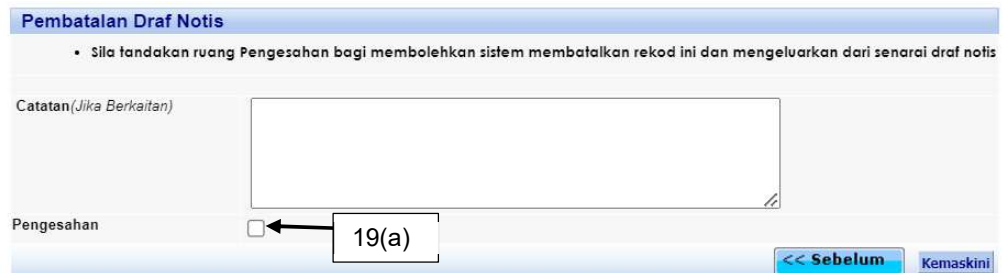 Pembatalan Draf Notis
• Sila tandakan ruang Pengesahan bagi membolehkan sistem membatalkan rekod ini dan mengeluarkan dari senarai draf notis
Catatan(Jika Berkaitan)
Pengesahan
19(a)
<< Sebelum Kemaskini